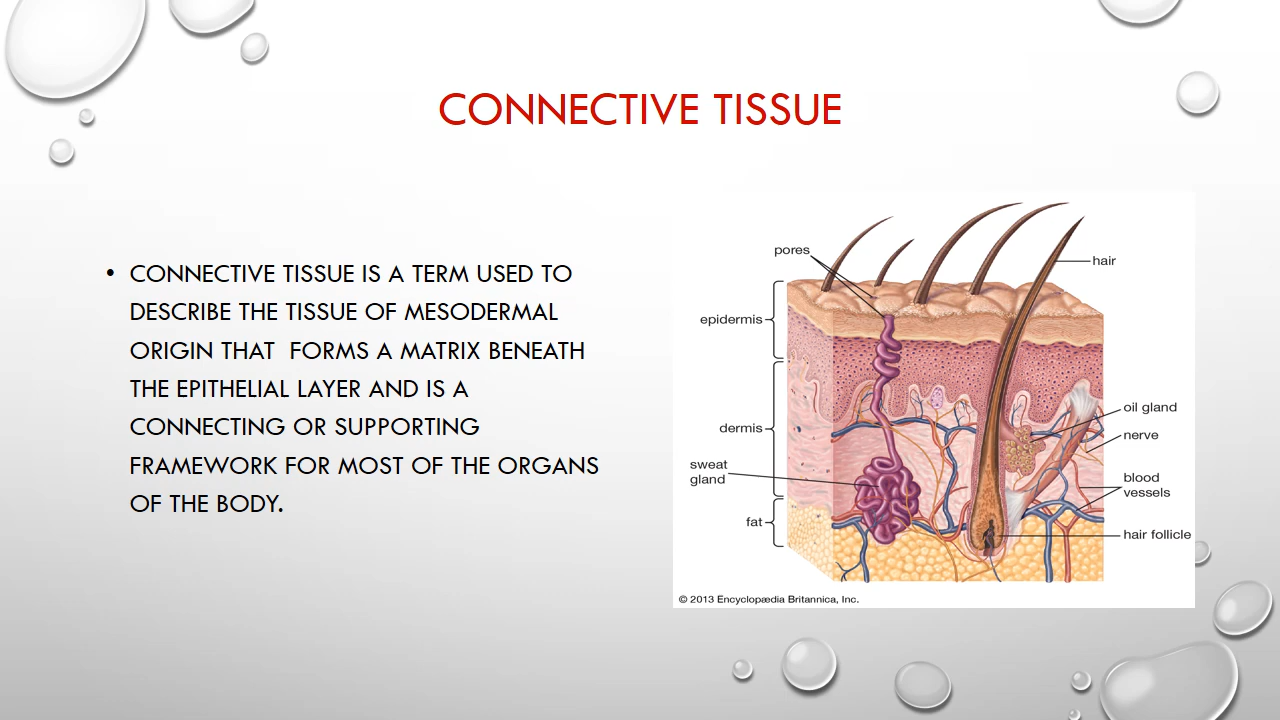 CONNECTIVE TISSUE
• CONNECTIVE TISSUE IS A TERM USED TO
DESCRIBE THE TISSUE OF MESODERMAL
ORIGIN THAT  FORMS A MATRIX BENEATH
THE EPITHELIAL LAYER AND IS A
CONNECTING OR SUPPORTING
FRAMEWORK FOR MOST OF THE ORGANS
OF THE BODY.
pores
hair
epidermis
dermis
oil gland
nerve
sweat
gland
blood
vessels
fat
hair follicle
© 2013 Encyclopædia Britannica, Inc.